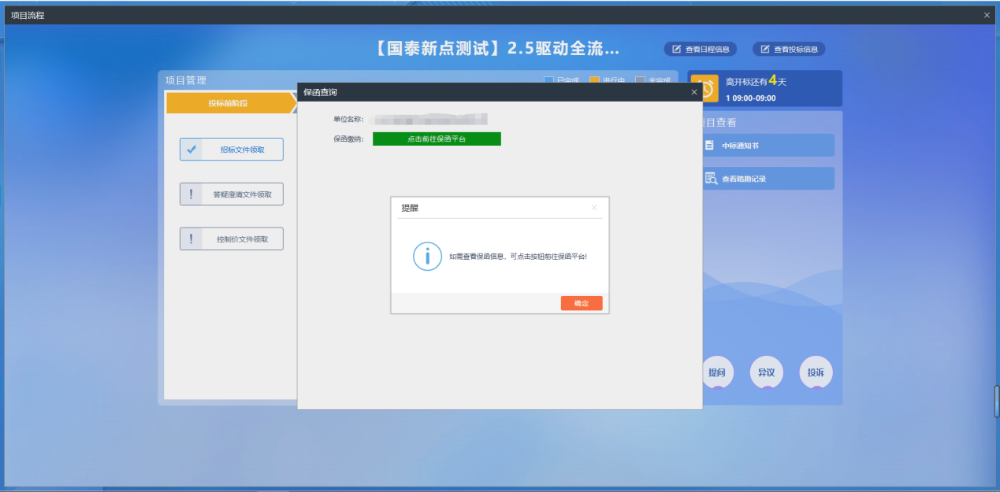 项目流程
【国泰新点测试】2.5驱动全流...
查看日程信息
查看投标信息
项目管理
已完成
进行中
未完成
离开标还有4天
1 09:00-09:00
投标前阶段
招标文件领取
答疑澄清文件领取
控制价文件领取
保函查询
单位名称:
保函缴纳:
点击前往保函平台
提醒
如需查看保函信息，可点击按钮前往保函平台!
确定
目查看
中标通知书
查看踏勘记录
提问
异议
投诉